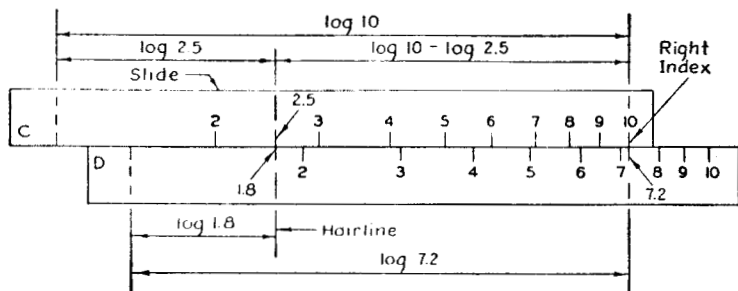 log 10
log 2.5
log 10 - log 2.5
Right
Index
Slide
2.5
C
2 3 4 5 6 7 8 9 10
D
2 3 4 5 6 7 8 9 10
1.8
7.2
log 1.8
Hairline
log 7.2